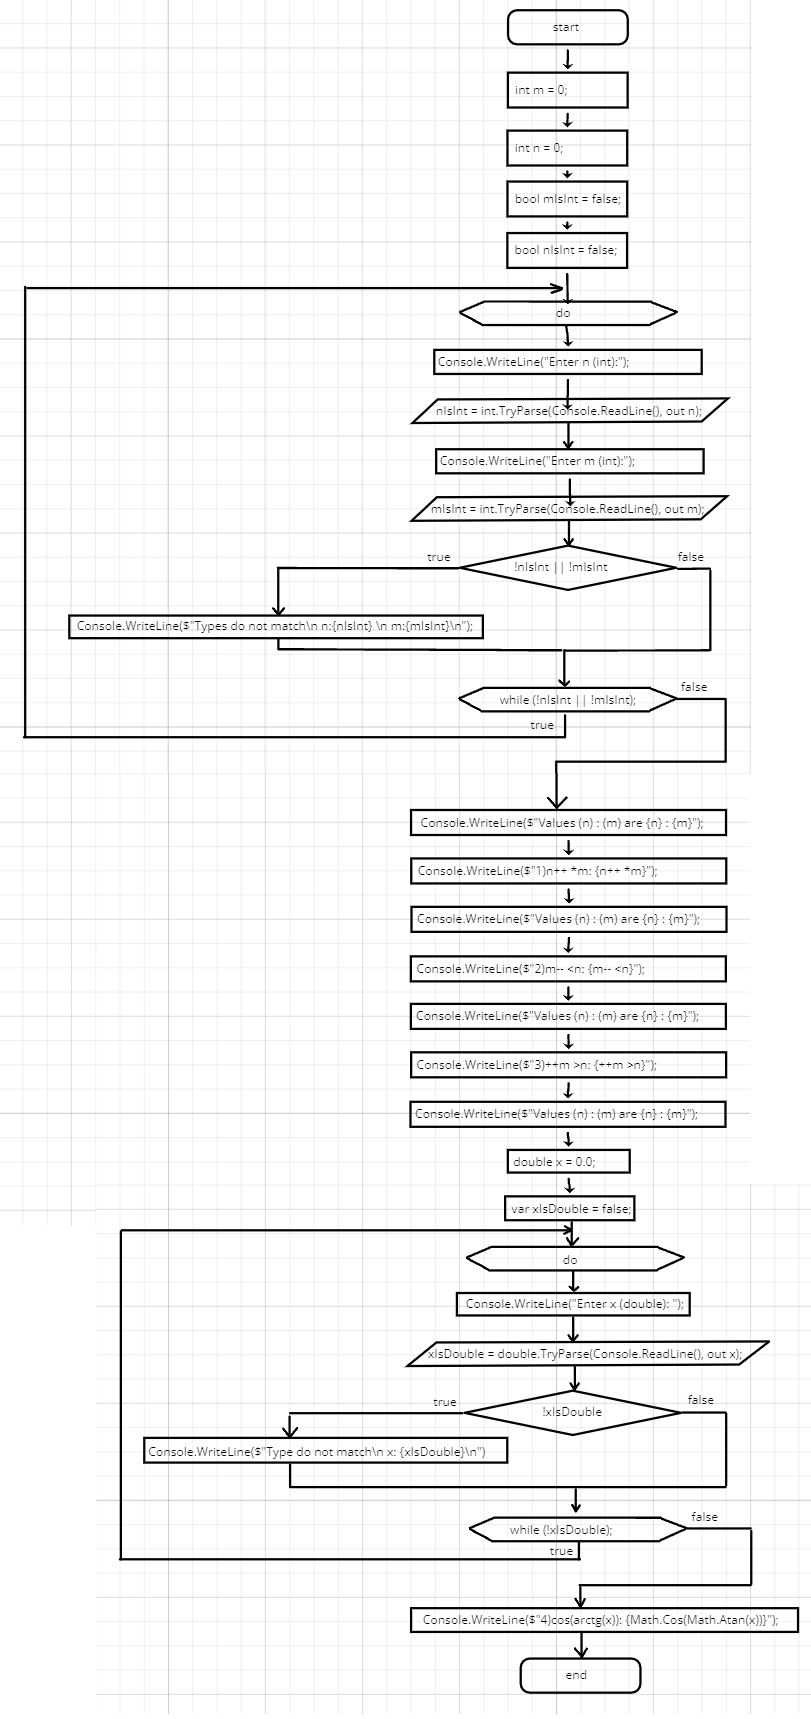 start
int m = 0;
int n = 0;
bool mIsInt = false;
bool nIsInt = false;
do
Console.WriteLine("Enter n (int):");
nIsInt = int.TryParse(Console.ReadLine(), out n);
Console.WriteLine("Enter m (int):");
mIsInt = int.TryParse(Console.ReadLine(), out m);
true
false
!nIsInt || !mIsInt
Console.WriteLine($"Types do not match\n n:{nIsInt} \n m:{mIsInt}\n");
false
while (!nIsInt || !mIsInt);
true
Console.WriteLine($"Values (n) : (m) are {n} : {m}");
Console.WriteLine($"1)n++ *m: {n++ *m}");
Console.WriteLine($"Values (n) : (m) are {n} : {m}");
Console.WriteLine($"2)m-- <n: {m-- <n}");
Console.WriteLine($"Values (n) : (m) are {n} : {m}");
Console.WriteLine($"3)++m >n: {++m >n}");
Console.WriteLine($"Values (n) : (m) are {n} : {m}");
double x = 0.0;
var xIsDouble = false;
do
Console.WriteLine("Enter x (double): ");
xIsDouble = double.TryParse(Console.ReadLine(), out x);
true
false
!xIsDouble
Console.WriteLine($"Type do not match\n x: {xIsDouble}\n")
false
while (!xIsDouble);
true
Console.WriteLine($"4)cos(arctg(x)): {Math.Cos(Math.Atan(x))}");
end